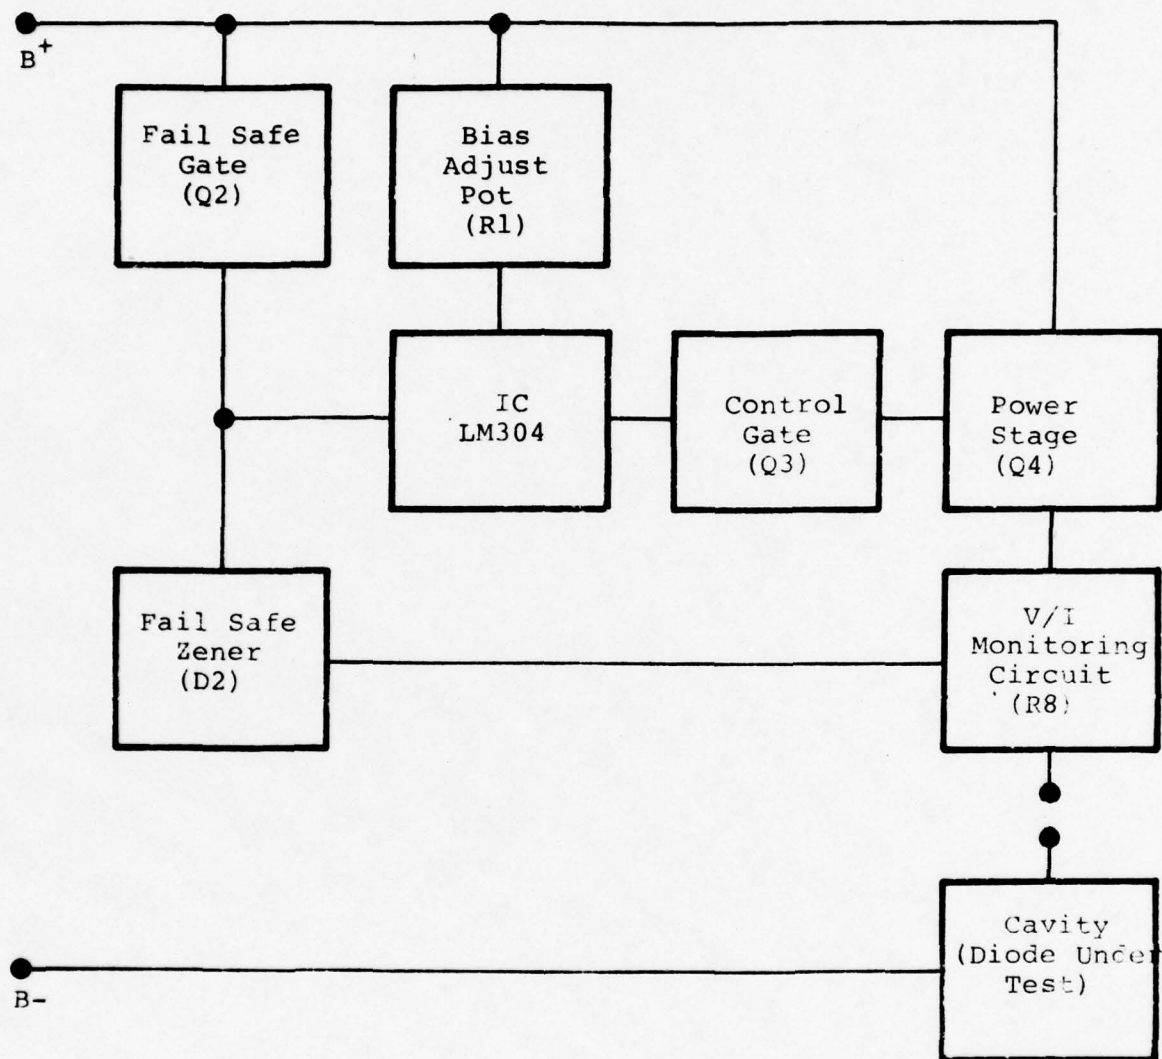 B+
Fail Safe
Gate
(Q2)
Bias
Adjust
Pot
(R1)
IC
LM304
Control
Gate
(Q3)
Power
Stage
(Q4)
Fail Safe
Zener
(D2)
V/I
Monitoring
Circuit
(R8)
Cavity
(Diode Under
Test)
B-